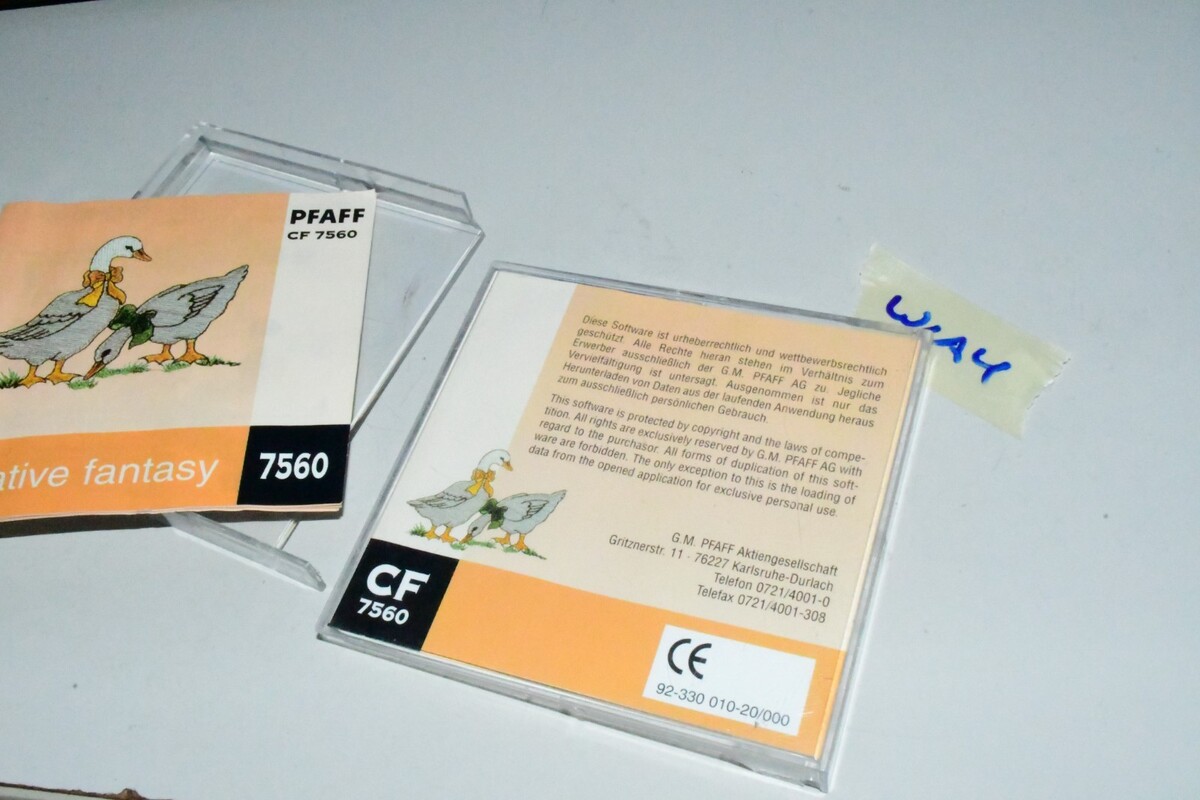 PFAFF
CF 7560
ative fantasy
7560
Diese Software ist urheberrechtlich und wettbewerbsrechtlich
geschützt. Alle Rechte hieran stehen im Verhältnis zum
Erwerber ausschließlich der G.M. PFAFF AG zu. Jegliche
Vervielfältigung ist untersagt. Ausgenommen ist nur das
Herunterladen von Daten aus der laufenden Anwendung heraus
zum ausschließlich persönlichen Gebrauch.
This software is protected by copyright and the laws of compe-
tition. All rights are exclusively reserved by G.M. PFAFF AG with
regard to the purchasor. All forms of duplication of this soft-
ware are forbidden. The only exception to this is the loading of
data from the opened application for exclusive personal use.
G.M. PFAFF Aktiengesellschaft
Gritznerstr. 11 · 76227 Karlsruhe-Durlach
Telefon 0721/4001-0
Telefax 0721/4001-308
CF
7560
CE
92-330 010-20/000
W·A4